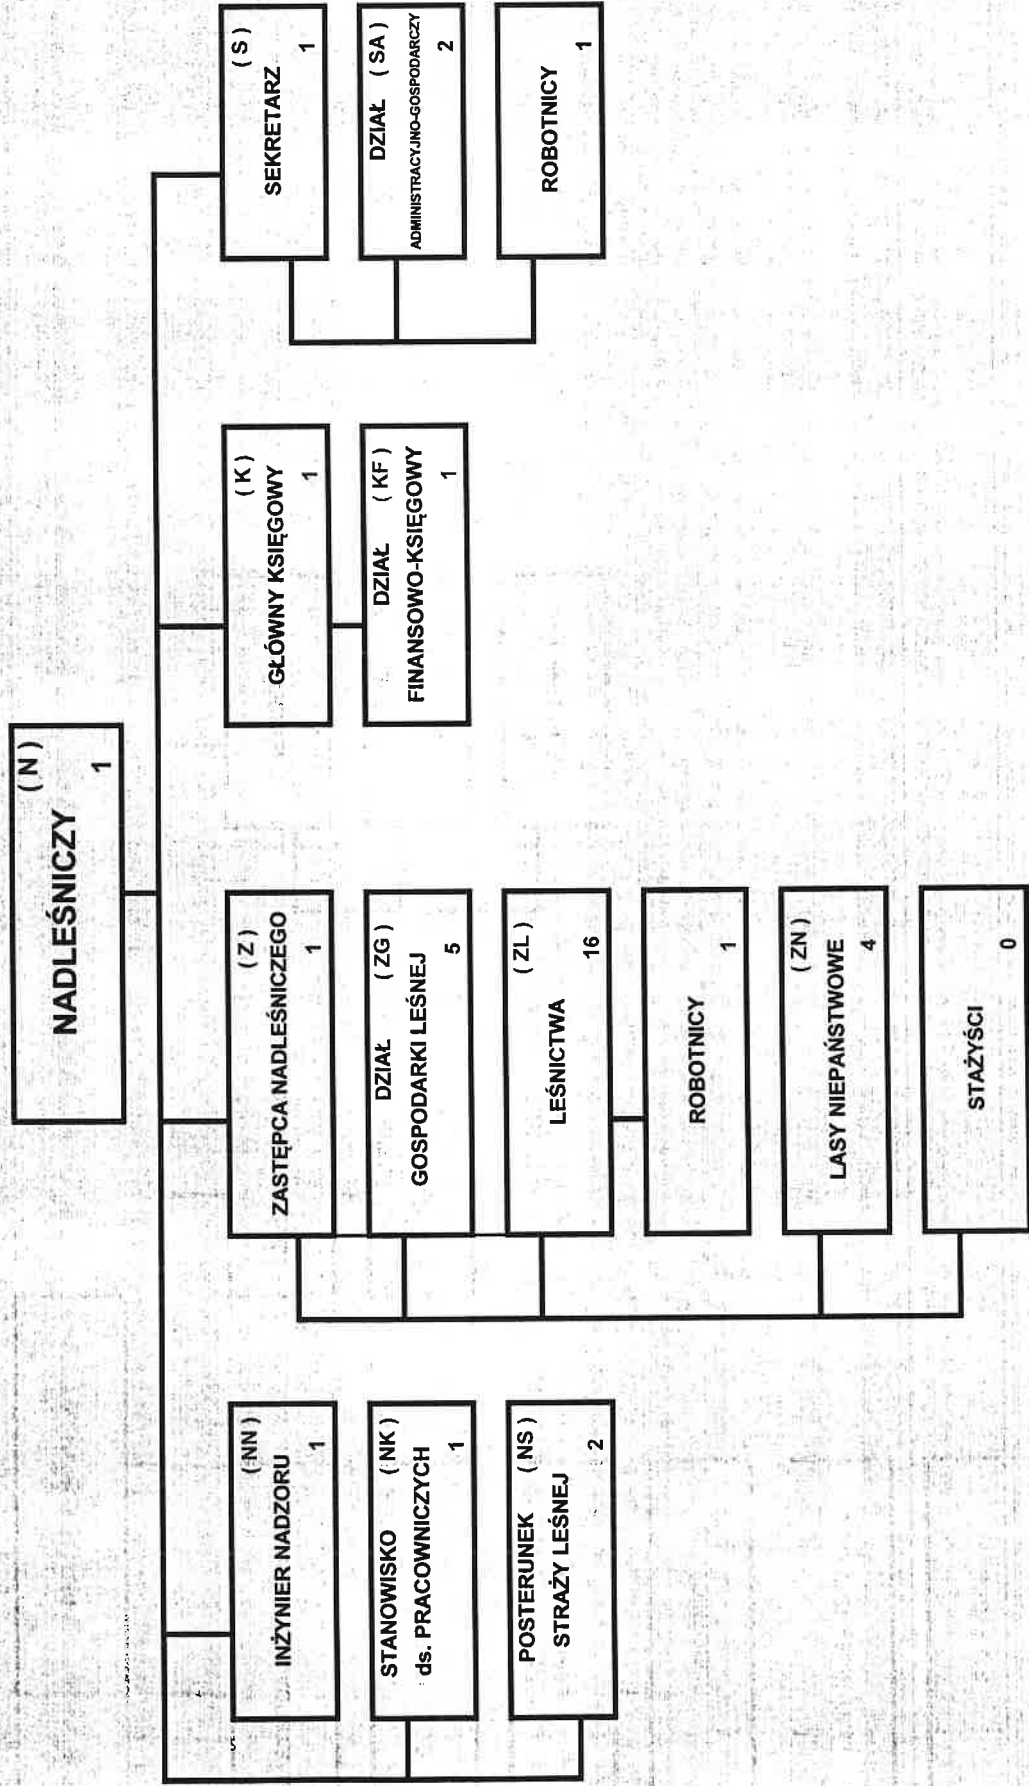 NADLEŚNICZY (N)
1
INŻYNIER NADZORU (NN)
1
STANOWISKO (NK)
ds. PRACOWNICZYCH
1
POSTERUNEK (NS)
STRAŻY LEŚNEJ
2
ZASTĘPCA NADLEŚNICZEGO (Z)
1
DZIAŁ (ZG)
GOSPODARKI LEŚNEJ
5
LEŚNICTWA (ZL)
16
ROBOTNICY
1
LASY NIEPAŃSTWOWE (ZN)
4
STAŻYŚCI
0
GŁÓWNY KSIĘGOWY (K)
1
DZIAŁ (KF)
FINANSOWO-KSIĘGOWY
1
SEKRETARZ (S)
1
DZIAŁ (SA)
ADMINISTRACYJNO-GOSPODARCZY
2
ROBOTNICY
1